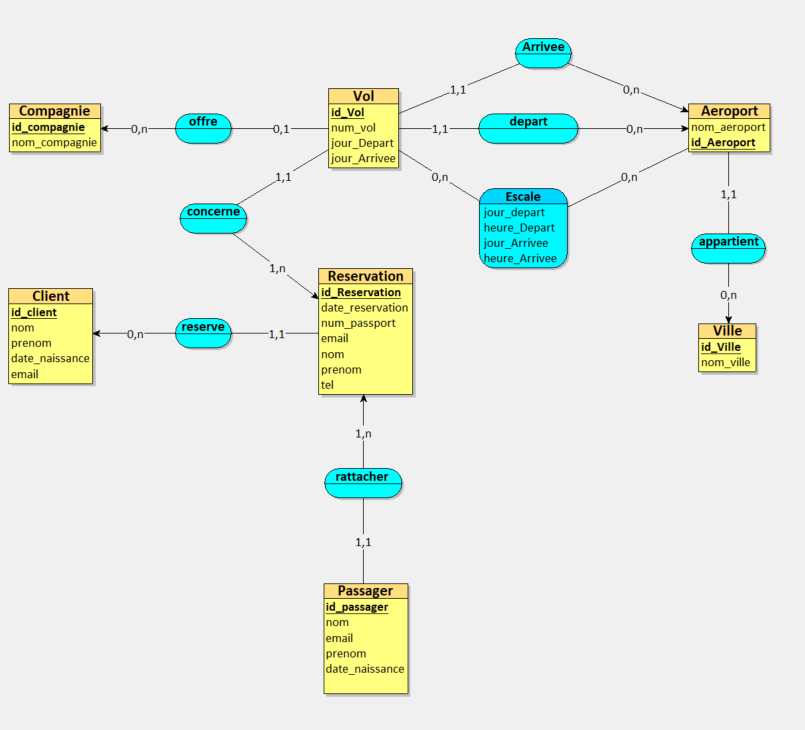 Arrivee
1,1
0,n
Compagnie
id_compagnie
nom_compagnie
0,n
offre
0,1
Vol
id_Vol
num_vol
jour_Depart
jour_Arrivee
1,1
depart
0,n
Aeroport
nom_aeroport
id_Aeroport
1,1
0,n
0,n
Escale
jour_depart
heure_Depart
jour_Arrivee
heure_Arrivee
1,1
concerne
1,n
appartient
0,n
Ville
id_Ville
nom_ville
Reservation
id_Reservation
date_reservation
num_passport
email
nom
prenom
tel
Client
id_client
nom
prenom
date_naissance
email
0,n
reserve
1,1
1,n
rattacher
1,1
Passager
id_passager
nom
email
prenom
date_naissance